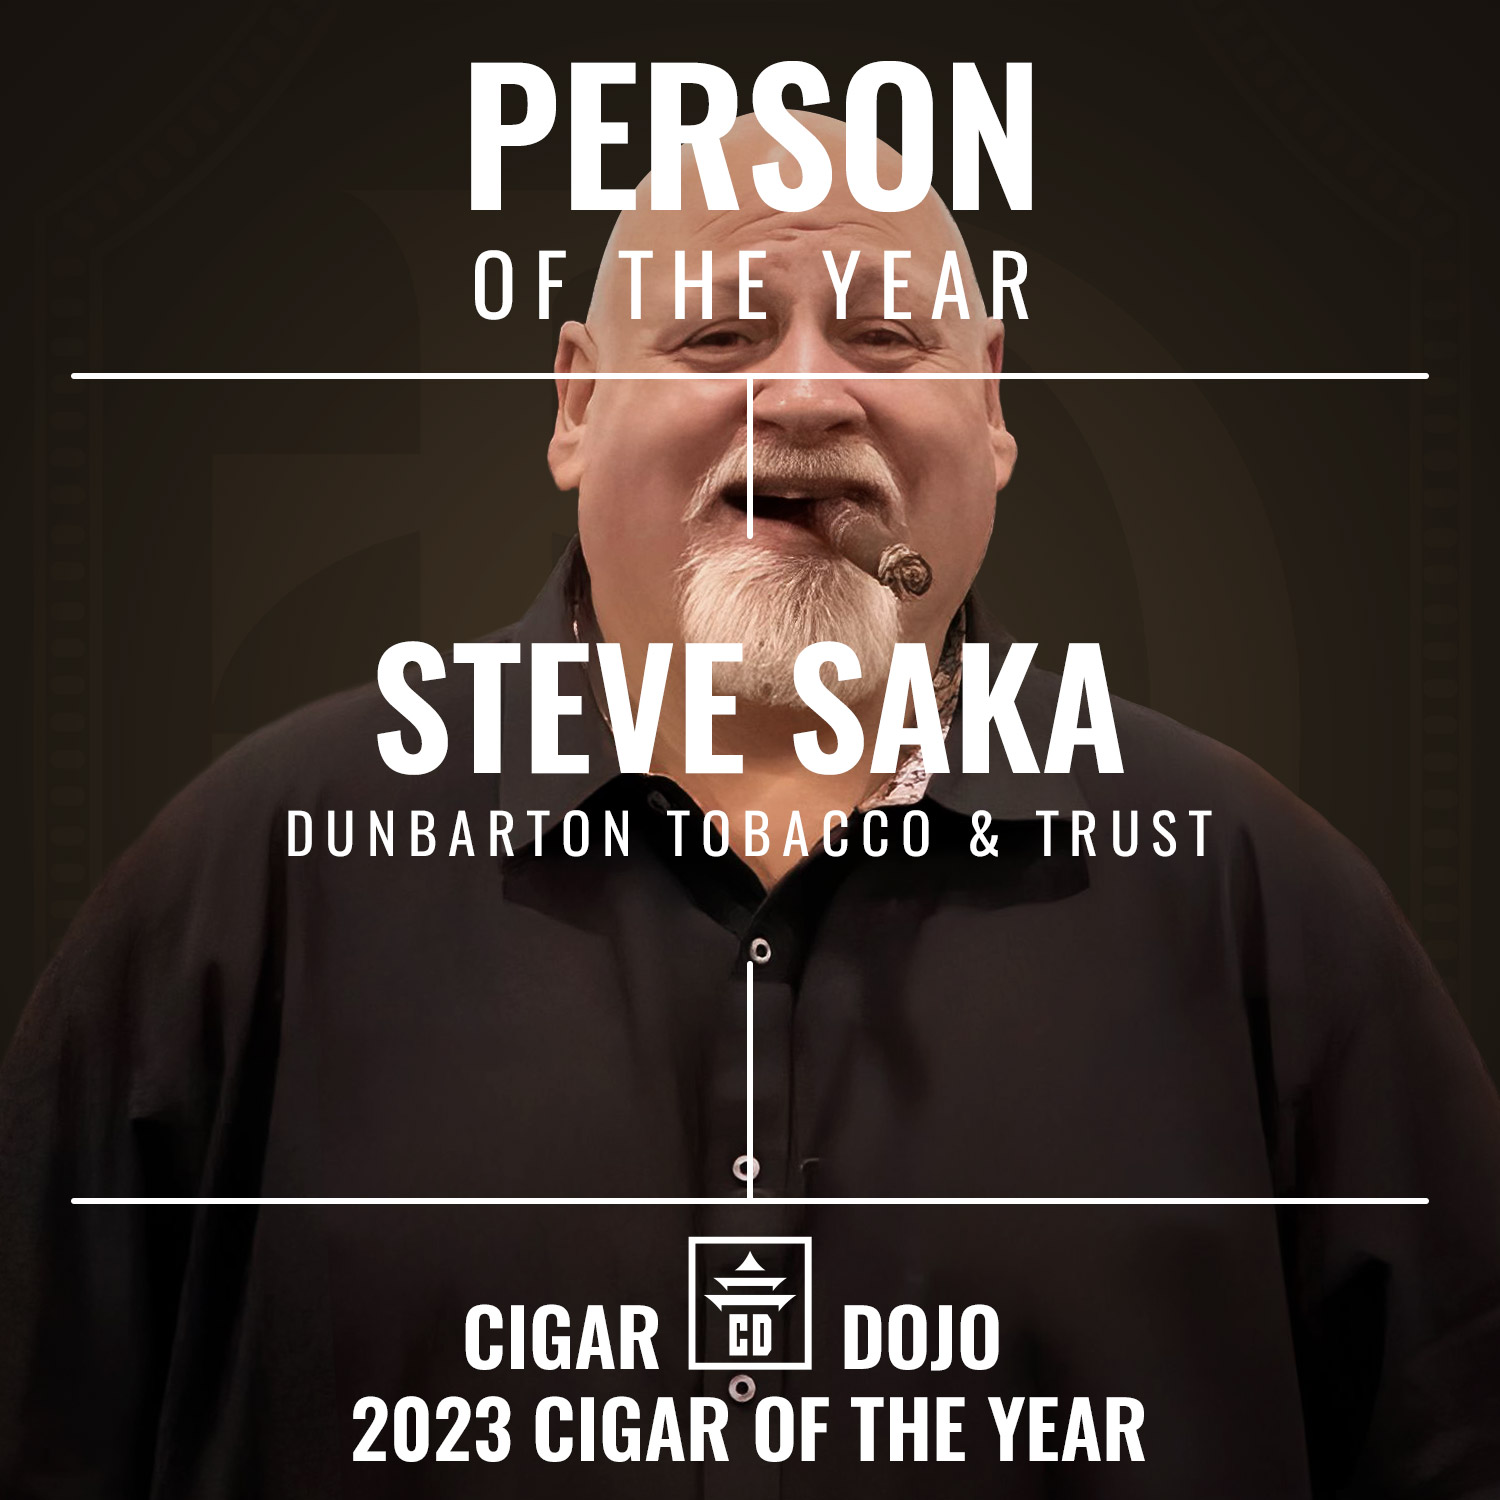 PERSON
OF THE YEAR
STEVE SAKA
DUNBARTON TOBACCO & TRUST
CIGAR CD DOJO
2023 CIGAR OF THE YEAR